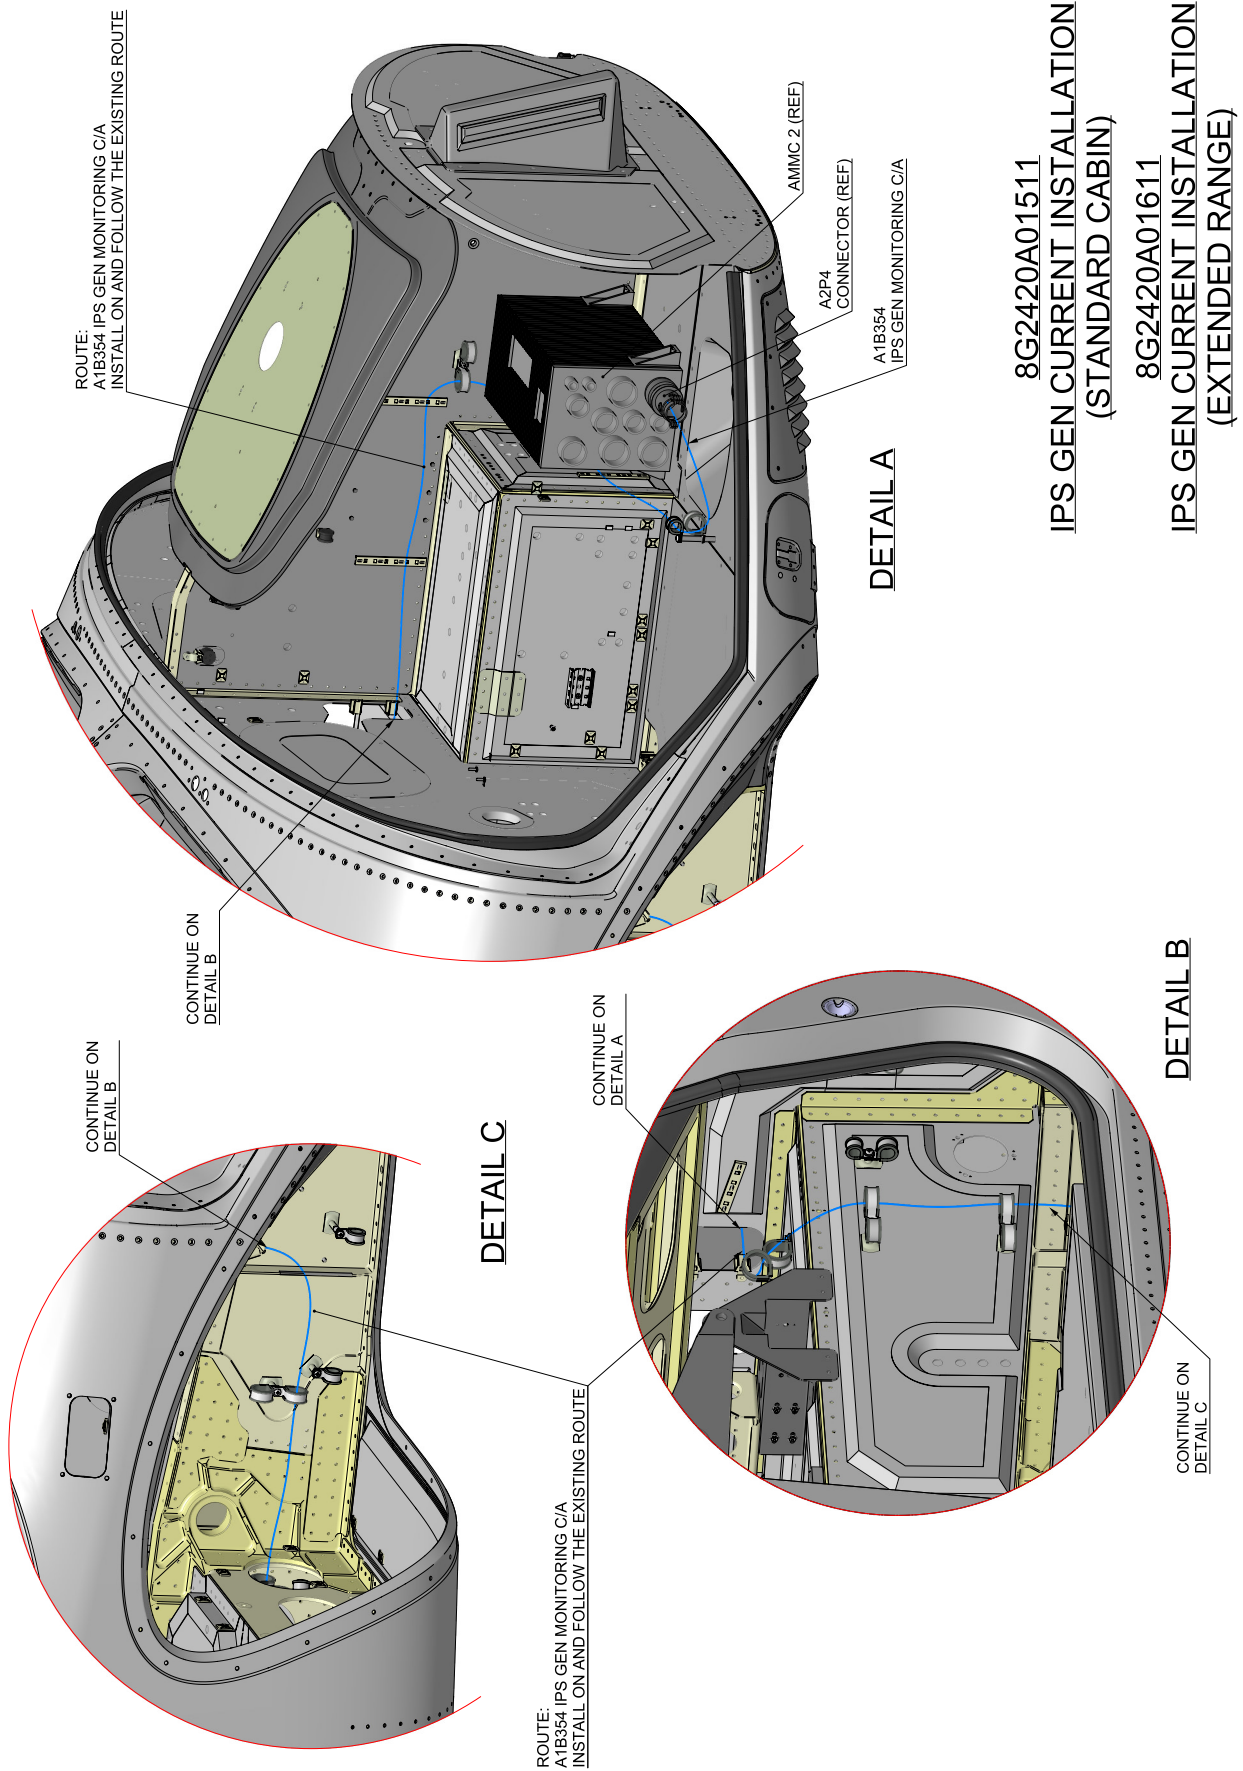 ROUTE:
A1B354 IPS GEN MONITORING C/A
INSTALL ON AND FOLLOW THE EXISTING ROUTE
AMMC 2 (REF)
A2P4
CONNECTOR (REF)
A1B354
IPS GEN MONITORING C/A
CONTINUE ON
DETAIL B
DETAIL A
8G2420A01511
IPS GEN CURRENT INSTALLATION
(STANDARD CABIN)
8G2420A01611
IPS GEN CURRENT INSTALLATION
(EXTENDED RANGE)
CONTINUE ON
DETAIL B
DETAIL C
CONTINUE ON
DETAIL A
DETAIL B
CONTINUE ON
DETAIL C
ROUTE:
A1B354 IPS GEN MONITORING C/A
INSTALL ON AND FOLLOW THE EXISTING ROUTE